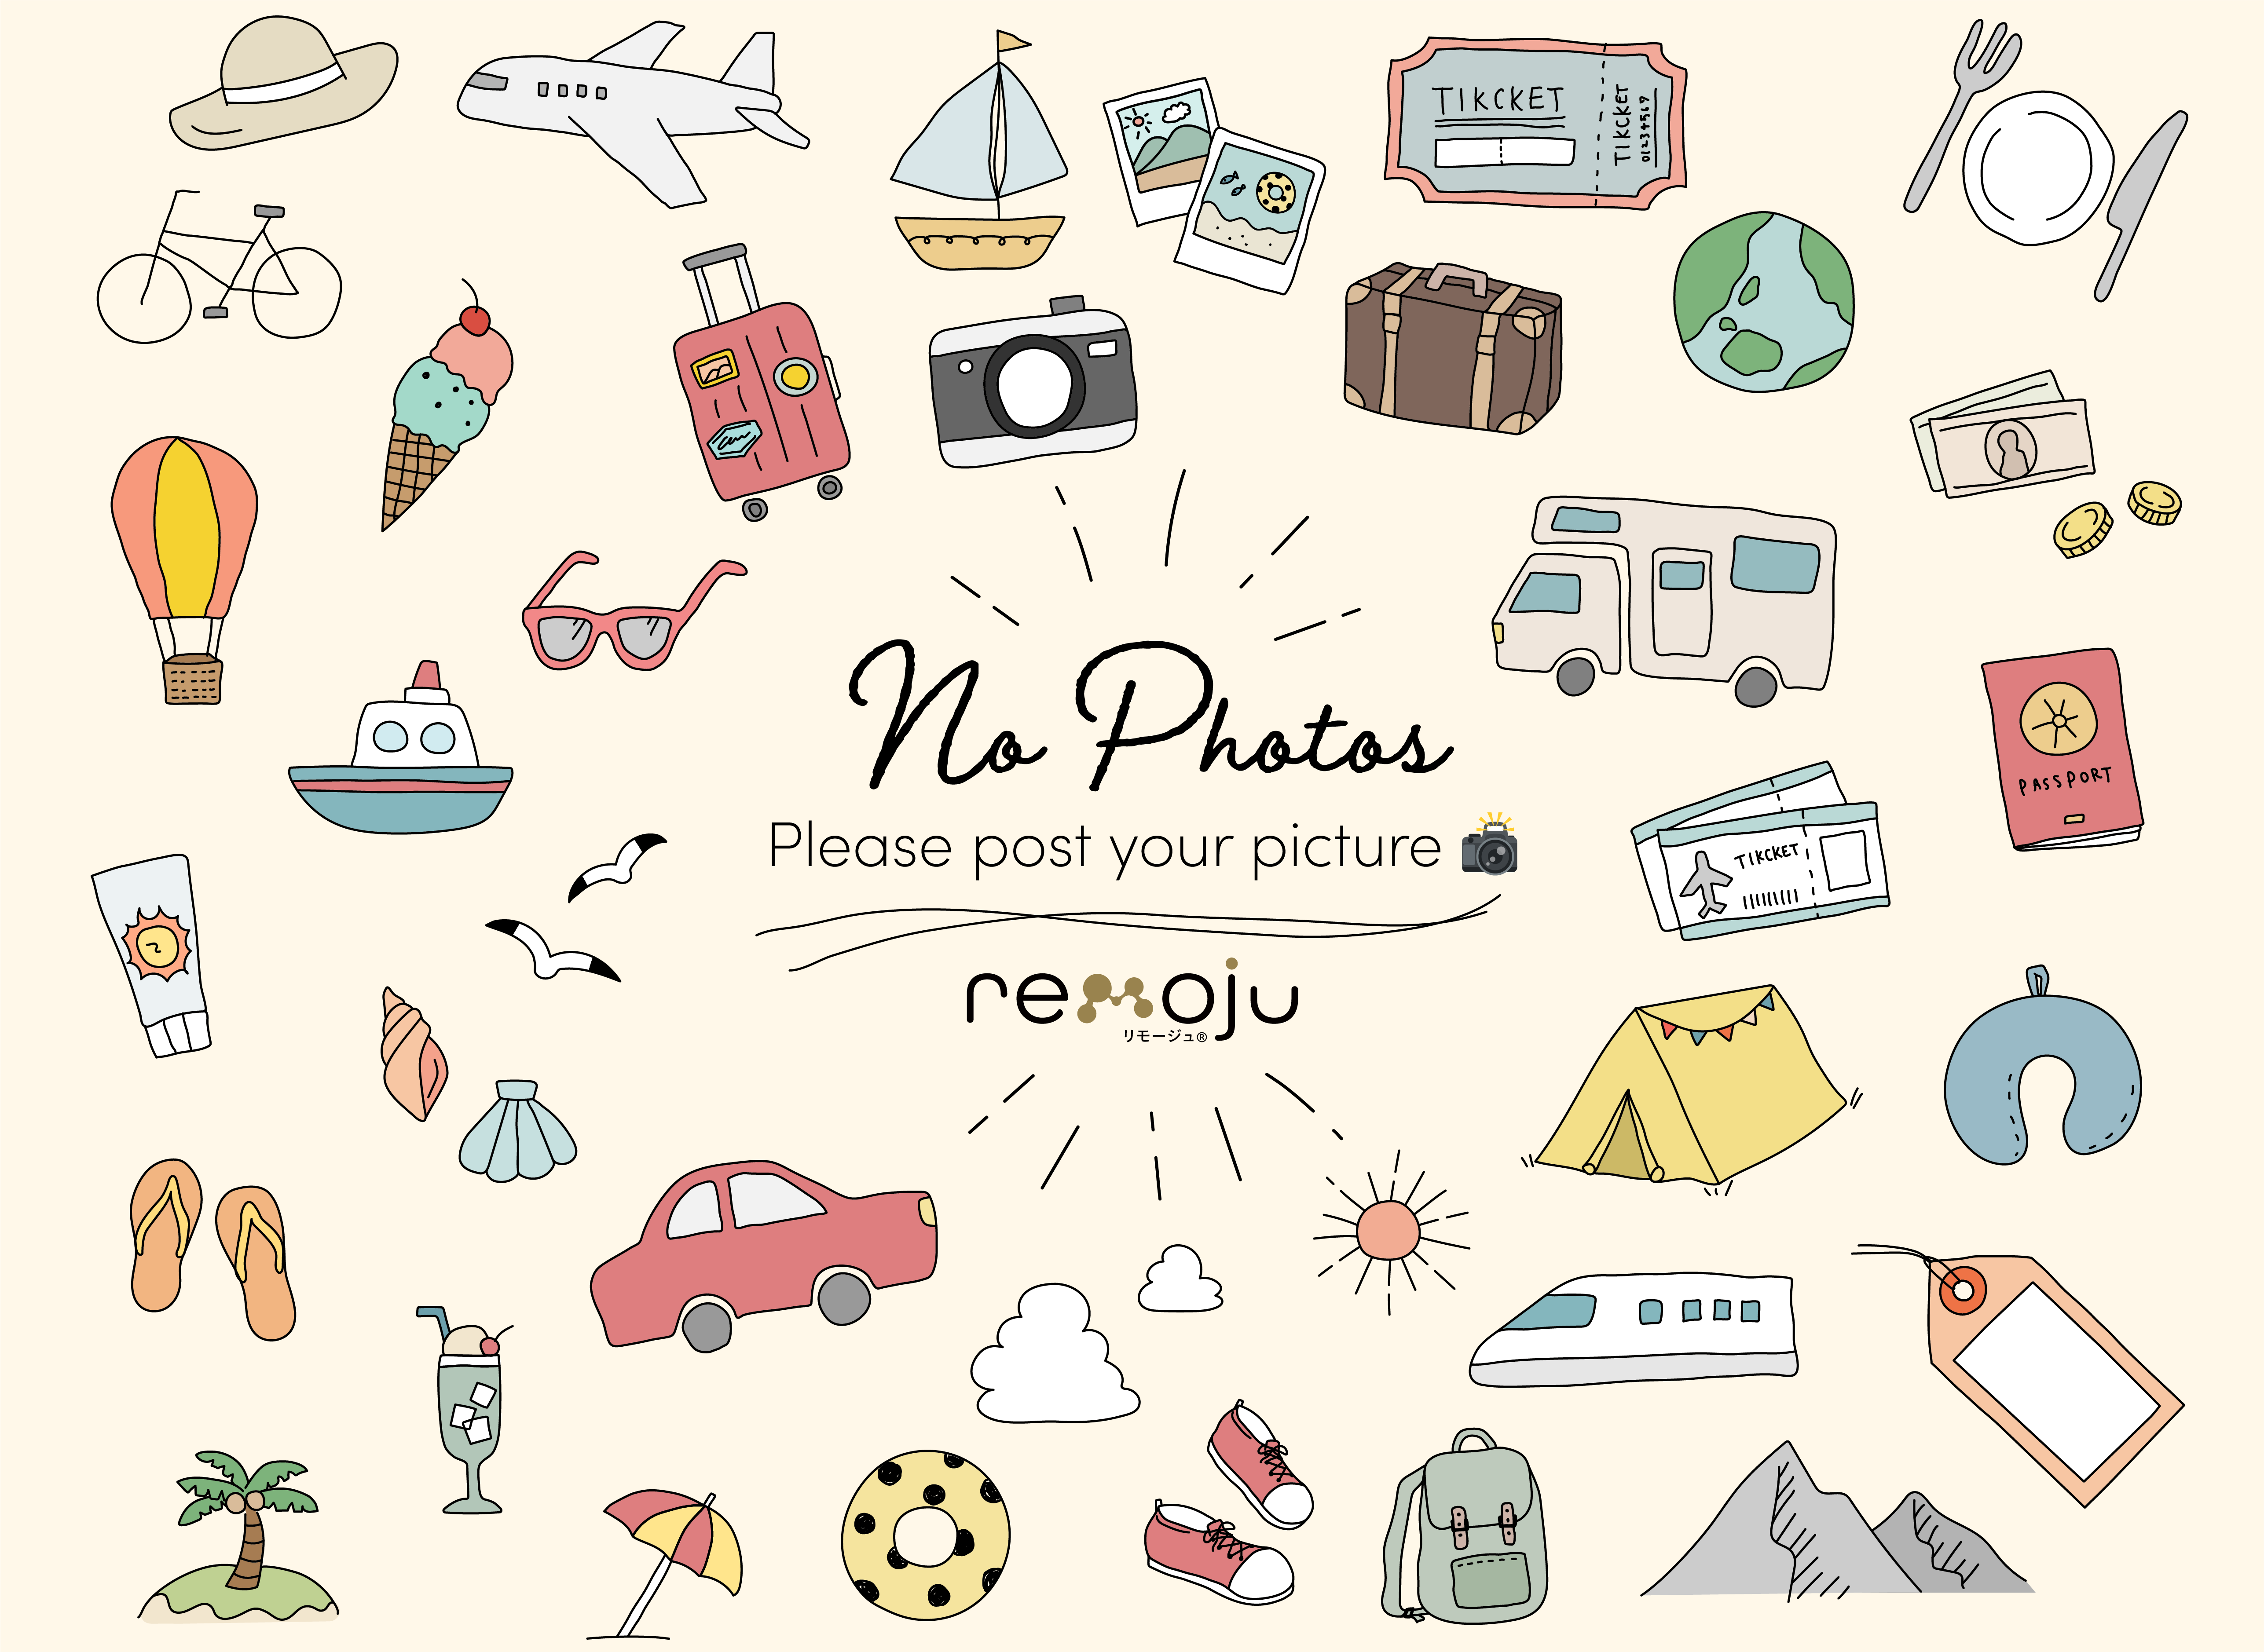 TIKCKET
TIKCKET
01234567
No Photos
Please post your picture
PASSPORT
TIKCKET
remoju
リモージュ®